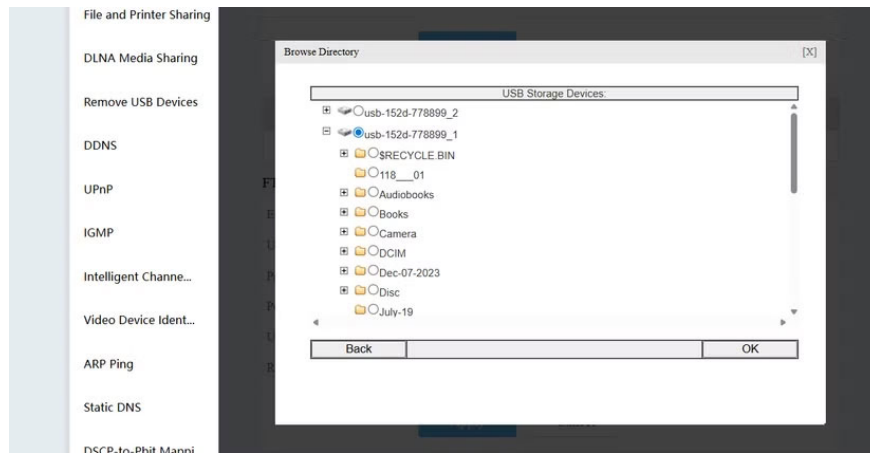 File and Printer Sharing
DLNA Media Sharing
Remove USB Devices
DDNS
UPnP
IGMP
Intelligent Channe...
Video Device Ident...
ARP Ping
Static DNS
DSCP-to-Pbit Mappi
Browse Directory [X]
USB Storage Devices:
usb-152d-778899_2
usb-152d-778899_1
$RECYCLE.BIN
118___01
Audiobooks
Books
Camera
DCIM
Dec-07-2023
Disc
July-19
Back OK